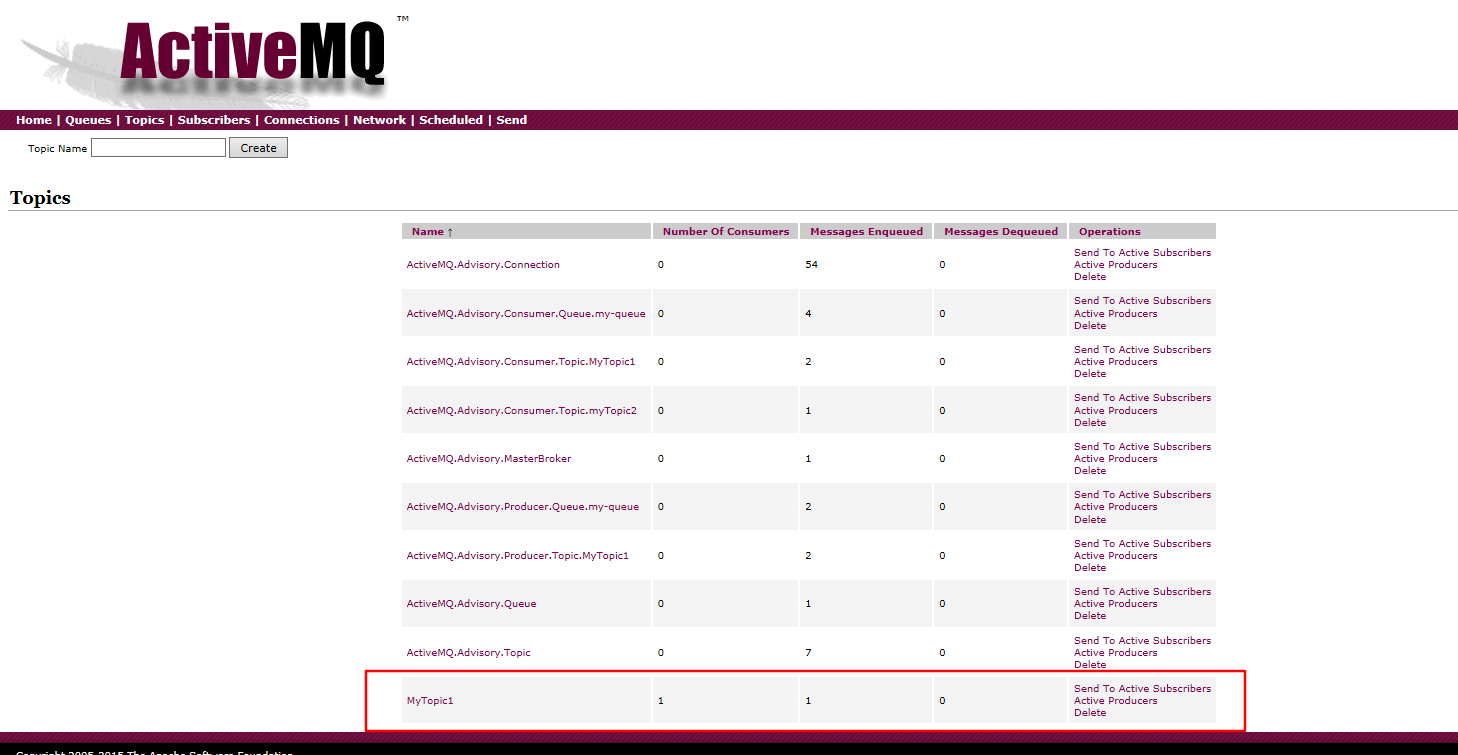 ActiveMQ™
Home | Queues | Topics | Subscribers | Connections | Network | Scheduled | Send
Topic Name Create
Topics
Name ↑ Number Of Consumers Messages Enqueued Messages Dequeued Operations
ActiveMQ.Advisory.Connection 0 54 0 Send To Active Subscribers
Active Producers
Delete
ActiveMQ.Advisory.Consumer.Queue.my-queue 0 4 0 Send To Active Subscribers
Active Producers
Delete
ActiveMQ.Advisory.Consumer.Topic.MyTopic1 0 2 0 Send To Active Subscribers
Active Producers
Delete
ActiveMQ.Advisory.Consumer.Topic.myTopic2 0 1 0 Send To Active Subscribers
Active Producers
Delete
ActiveMQ.Advisory.MasterBroker 0 1 0 Send To Active Subscribers
Active Producers
Delete
ActiveMQ.Advisory.Producer.Queue.my-queue 0 2 0 Send To Active Subscribers
Active Producers
Delete
ActiveMQ.Advisory.Producer.Topic.MyTopic1 0 2 0 Send To Active Subscribers
Active Producers
Delete
ActiveMQ.Advisory.Queue 0 1 0 Send To Active Subscribers
Active Producers
Delete
ActiveMQ.Advisory.Topic 0 7 0 Send To Active Subscribers
Active Producers
Delete
MyTopic1 1 1 0 Send To Active Subscribers
Active Producers
Delete
Copyright 2005-2015 The Apache Software Foundation